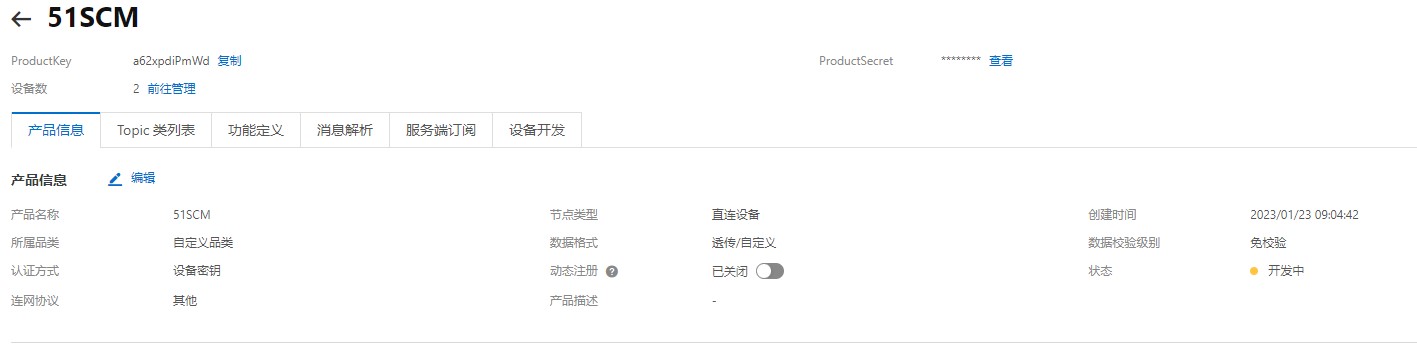 51SCM
ProductKey a62xpdiPmWd 复制 ProductSecret ******** 查看
设备数 2 前往管理
产品信息 Topic 类列表 功能定义 消息解析 服务端订阅 设备开发
产品信息 编辑
产品名称 51SCM 节点类型 直连设备 创建时间 2023/01/23 09:04:42
所属品类 自定义品类 数据格式 透传/自定义 数据校验级别 免校验
认证方式 设备密钥 动态注册 ? 已关闭 状态 开发中
连网协议 其他 产品描述 -